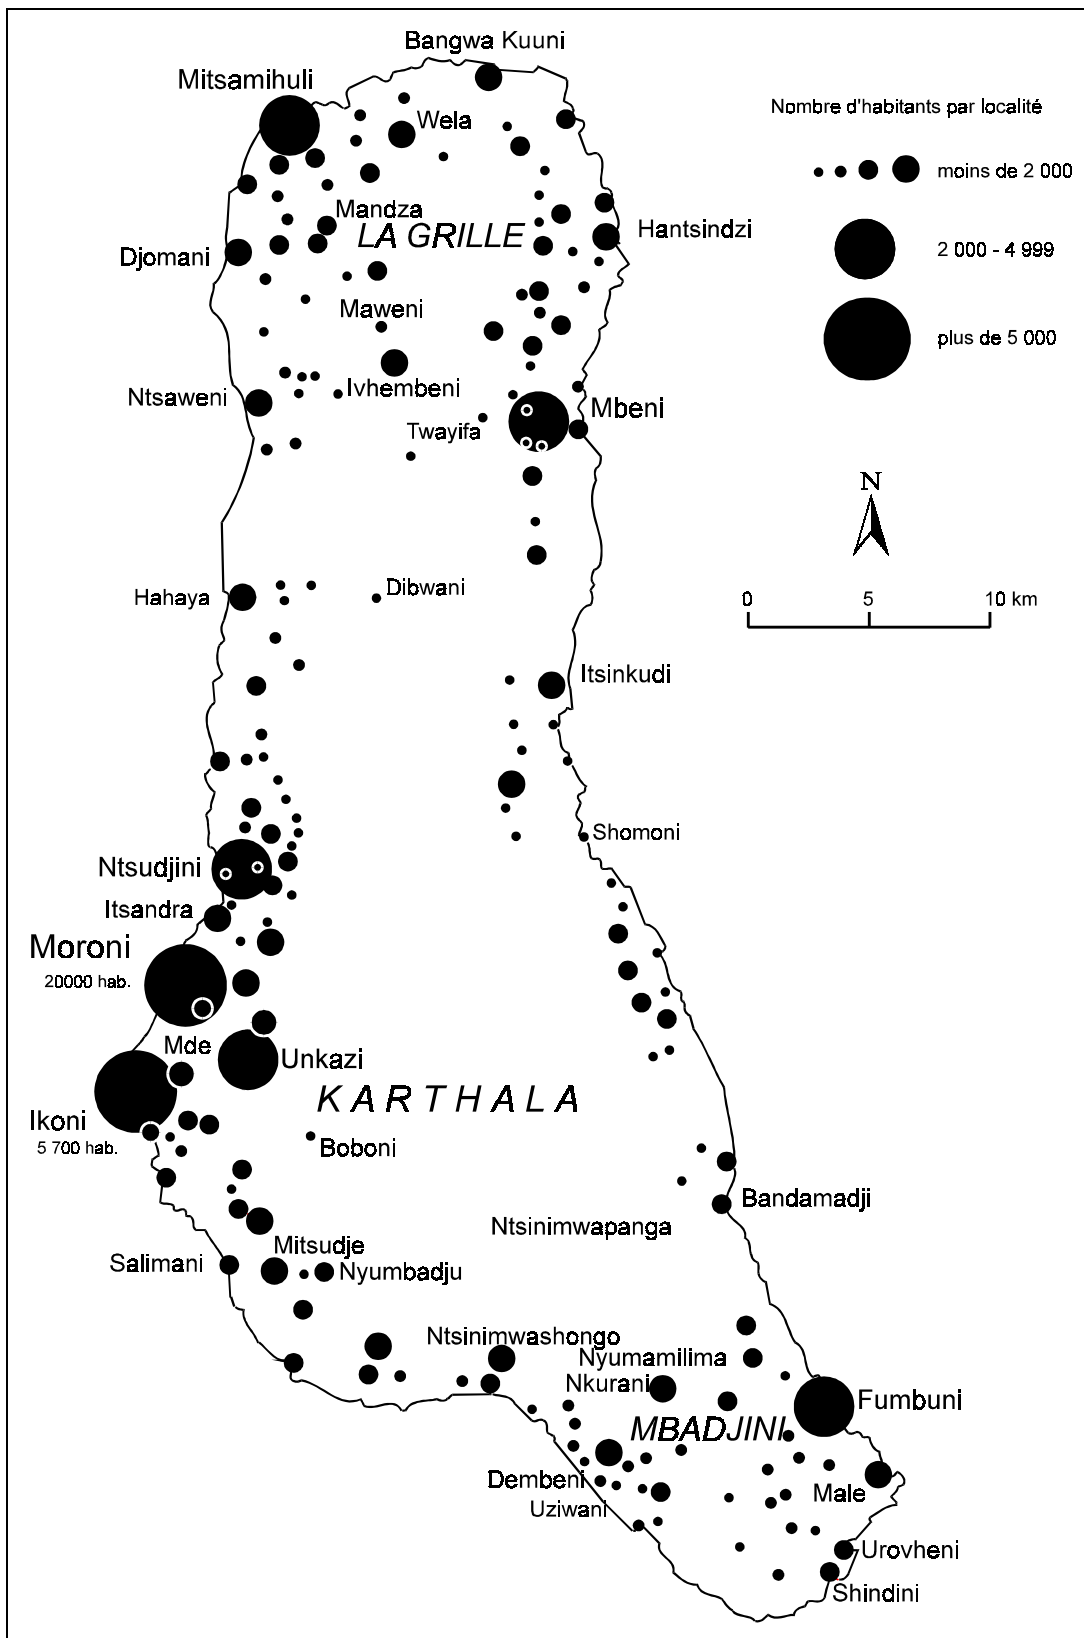 Bangwa Kuuni
Mitsamihuli
Nombre d'habitants par localité
Wela
moins de 2 000
Mandza
LA GRILLE
Hantsindzi
Djomani
2 000 - 4 999
Maweni
plus de 5 000
Ivhembeni
Ntsaweni
Mbeni
Twayifa
N
Dibwani
Hahaya
0 5 10 km
Itsinkudi
Shomoni
Ntsudjini
Itsandra
Moroni
20000 hab.
Mde
Unkazi
KARTHALA
Ikoni
5 700 hab.
Boboni
Bandamadji
Ntsinimwapanga
Mitsudje
Salimani
Nyumbadju
Ntsinimwashongo
Nyumamilima
Nkurani
Fumbuni
MBADJINI
Dembeni
Male
Uziwani
Urovheni
Shindini